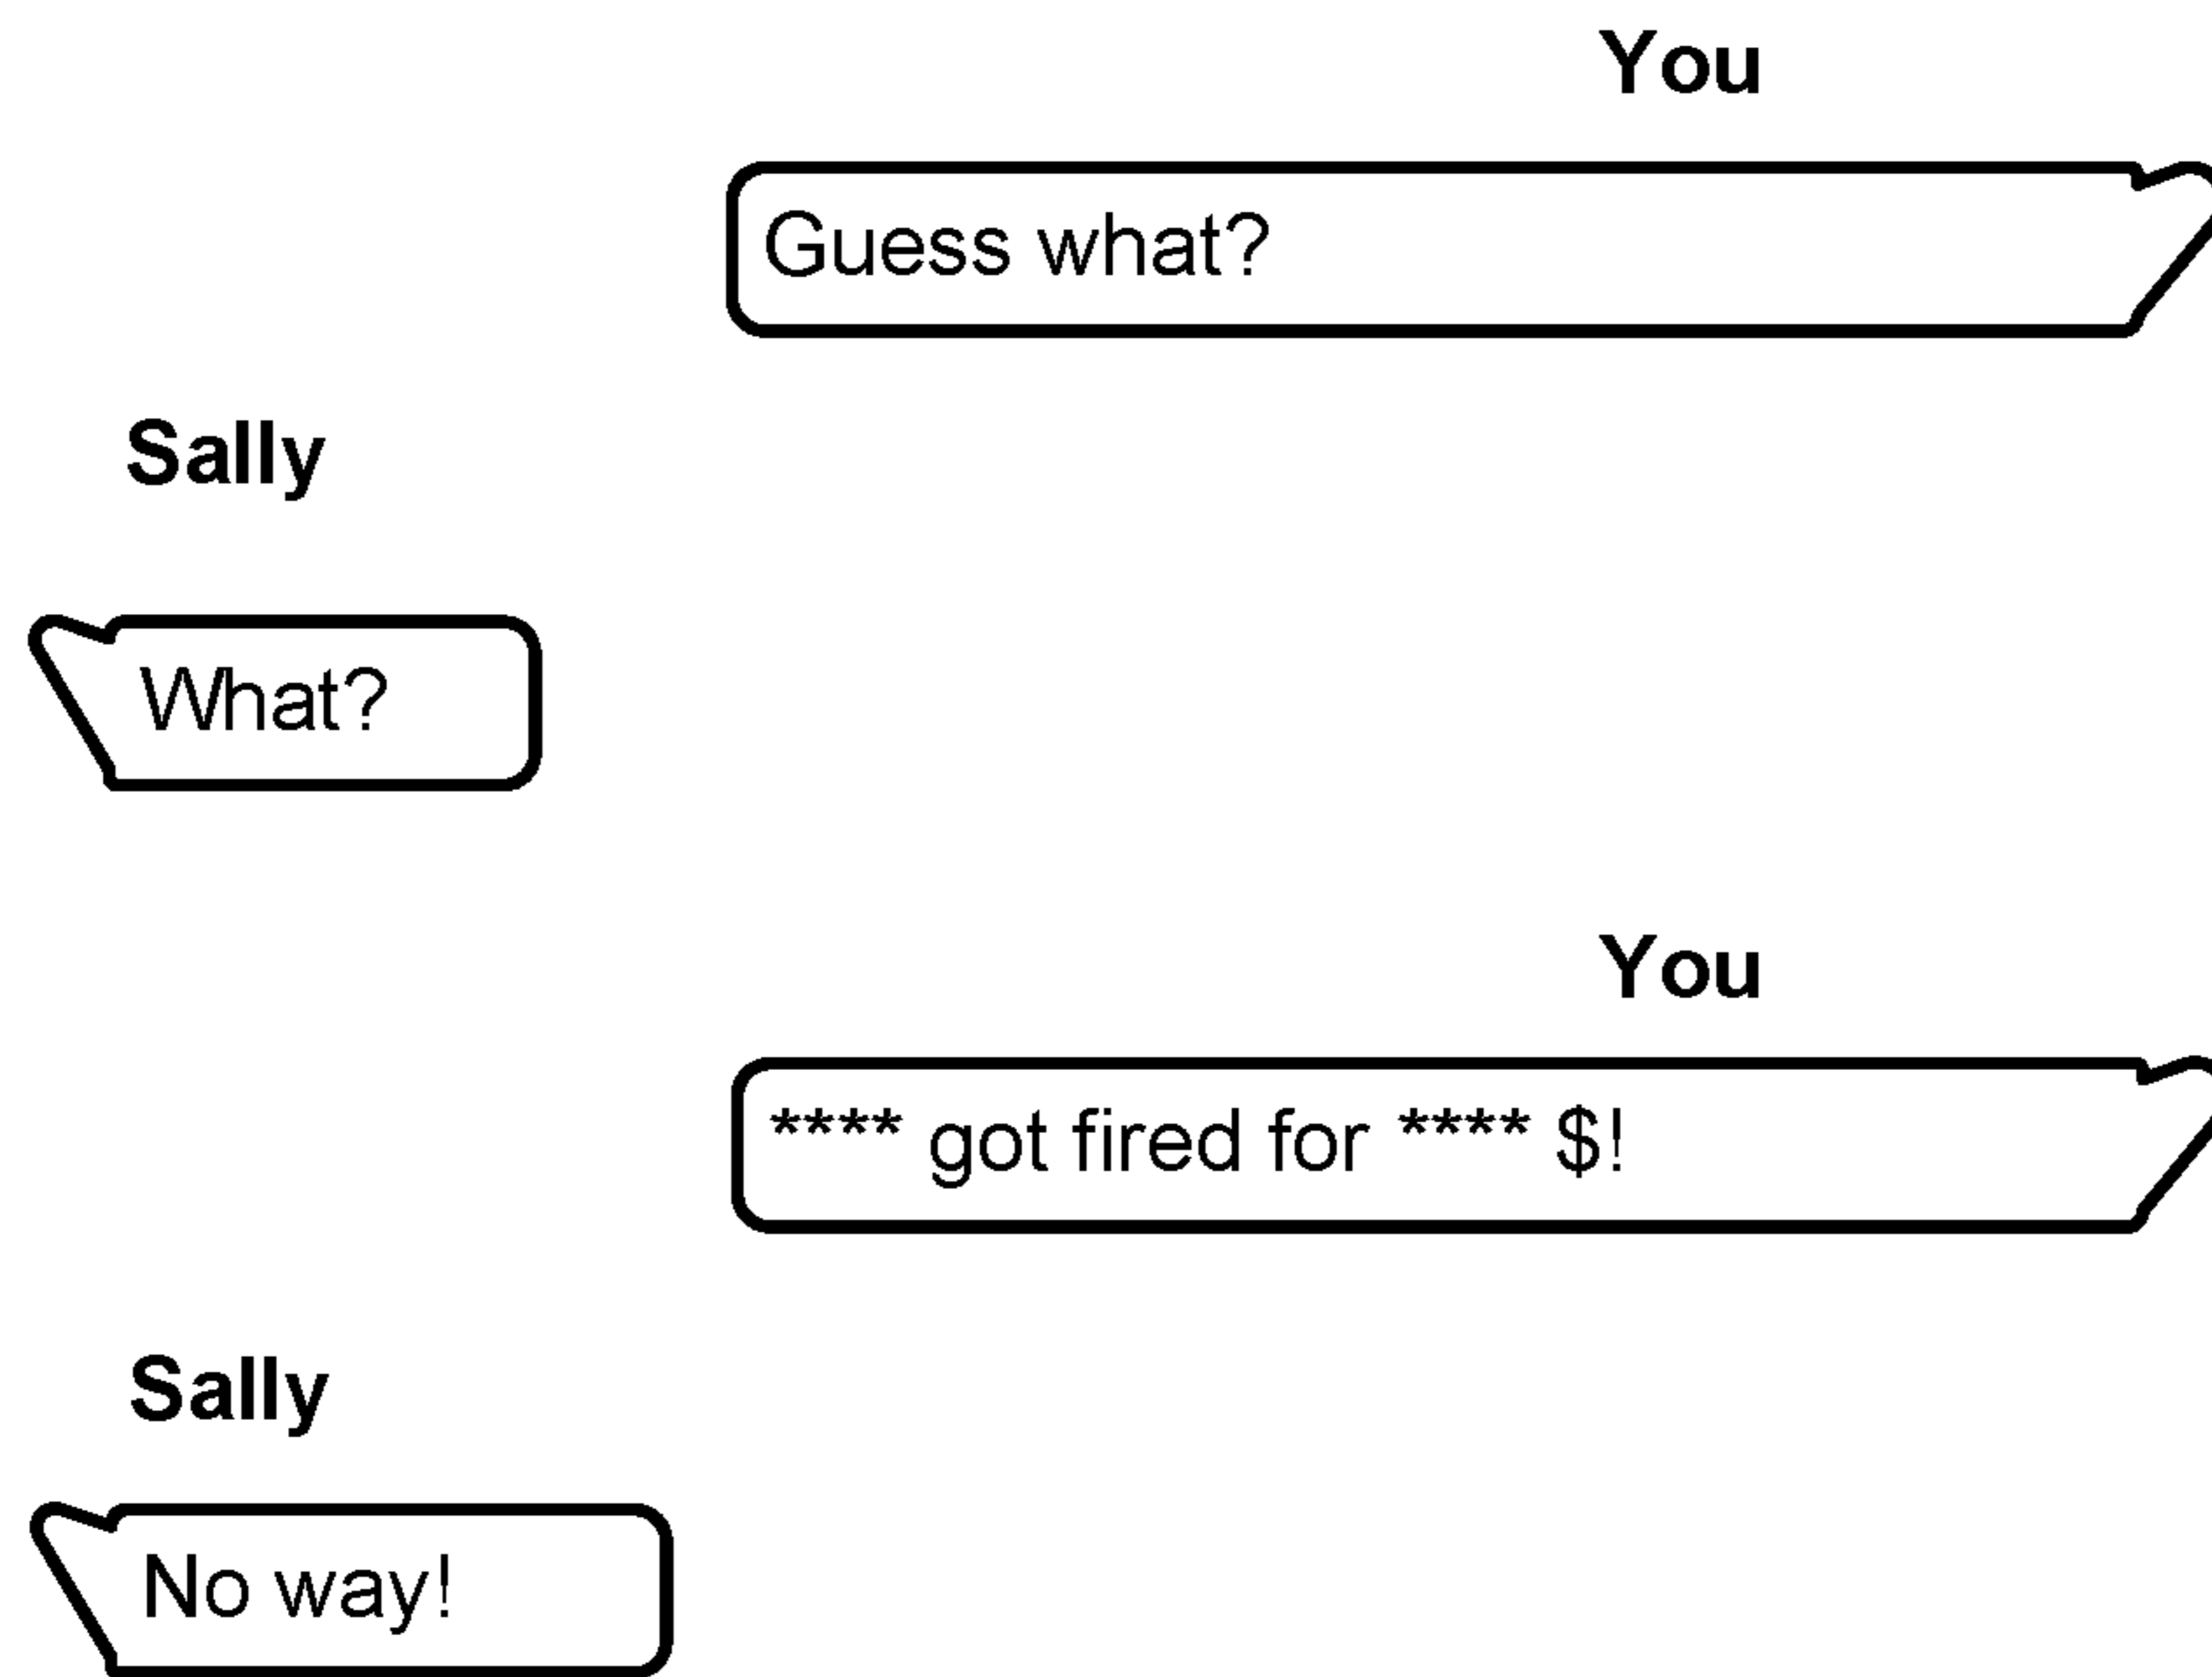 You
Guess what?
Sally
What?
You
**** got fired for **** $!
Sally
No way!